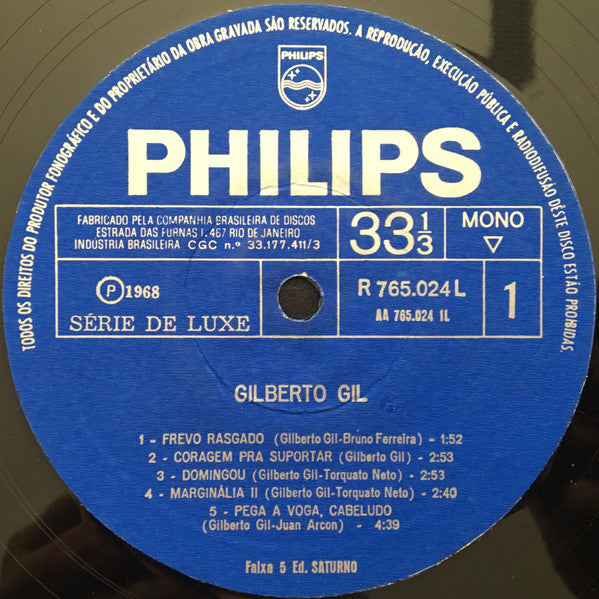 TODOS OS DIREITOS DO PRODUTOR FONOGRÁFICO E DO PROPRIETÁRIO DA OBRA GRAVADA SÃO RESERVADOS. A REPRODUÇÃO, EXECUÇÃO PÚBLICA E RADIODIFUSÃO DÊSTE DISCO ESTÃO PROIBIDAS.
PHILIPS
PHILIPS
FABRICADO PELA COMPANHIA BRASILEIRA DE DISCOS
ESTRADA DAS FURNAS 1.467 RIO DE JANEIRO
INDÚSTRIA BRASILEIRA CGC n.º 33.177.411/3
33 1/3
MONO
℗1968
SÉRIE DE LUXE
R 765.024 L
AA 765.024 1L
1
GILBERTO GIL
1 - FREVO RASGADO (Gilberto Gil-Bruno Ferreira) - 1:52
2 - CORAGEM PRA SUPORTAR (Gilberto Gil) - 2:53
3 - DOMINGOU (Gilberto Gil-Torquato Neto) - 2:53
4 - MARGINÁLIA II (Gilberto Gil-Torquato Neto) - 2:40
5 - PEGA A VOGA, CABELUDO
(Gilberto Gil-Juan Arcon) - 4:39
Faixa 5 Ed. SATURNO